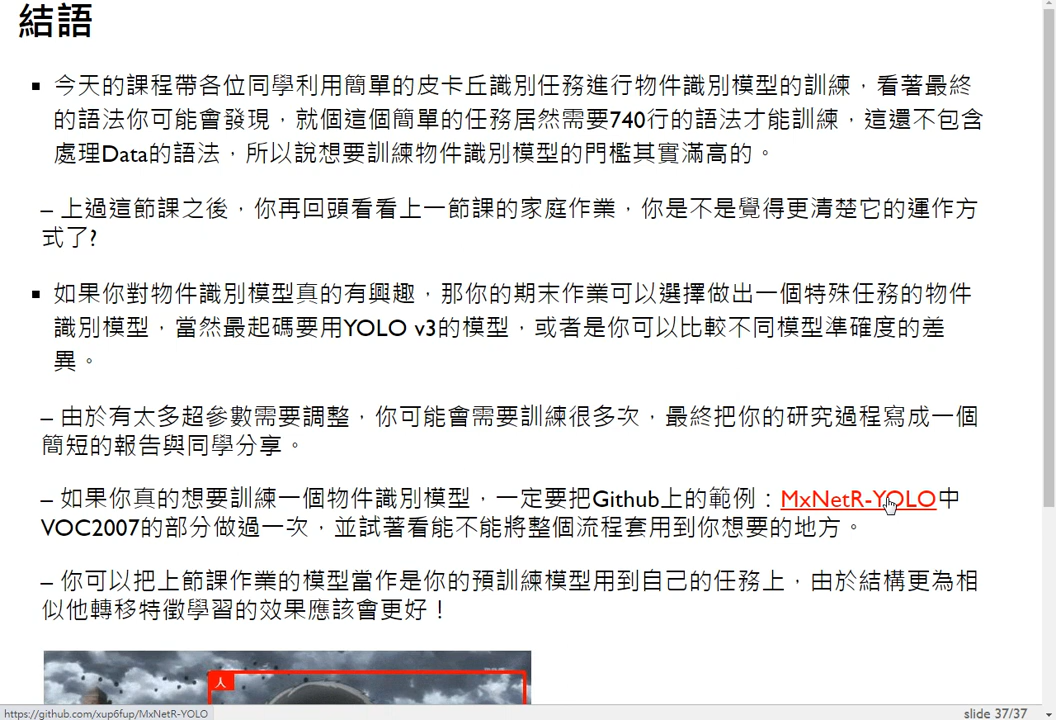 結語
▪ 今天的課程帶各位同學利用簡單的皮卡丘識別任務進行物件識別模型的訓練，看著最終
的語法你可能會發現，就個這個簡單的任務居然需要740行的語法才能訓練，這還不包含
處理Data的語法，所以說想要訓練物件識別模型的門檻其實滿高的。
– 上過這節課之後，你再回頭看看上一節課的家庭作業，你是不是覺得更清楚它的運作方
式了?
▪ 如果你對物件識別模型真的有興趣，那你的期末作業可以選擇做出一個特殊任務的物件
識別模型，當然最起碼要用YOLO v3的模型，或者是你可以比較不同模型準確度的差
異。
– 由於有太多超參數需要調整，你可能會需要訓練很多次，最終把你的研究過程寫成一個
簡短的報告與同學分享。
– 如果你真的想要訓練一個物件識別模型，一定要把Github上的範例：MxNetR-YOLO中
VOC2007的部分做過一次，並試著看能不能將整個流程套用到你想要的地方。
– 你可以把上節課作業的模型當作是你的預訓練模型用到自己的任務上，由於結構更為相
似他轉移特徵學習的效果應該會更好！
人
https://github.com/xup6fup/MxNetR-YOLO
slide 37/37